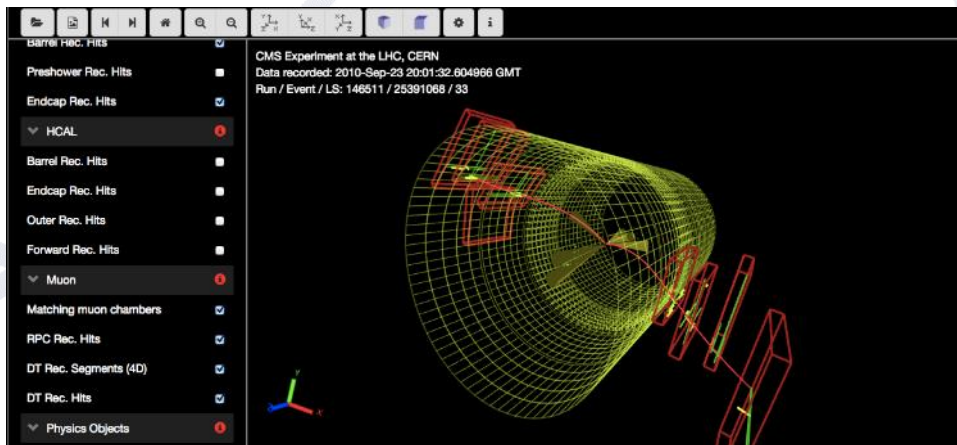 Barrel Rec. Hits
Preshower Rec. Hits
Endcap Rec. Hits
HCAL
Barrel Rec. Hits
Endcap Rec. Hits
Outer Rec. Hits
Forward Rec. Hits
Muon
Matching muon chambers
RPC Rec. Hits
DT Rec. Segments (4D)
DT Rec. Hits
Physics Objects
CMS Experiment at the LHC, CERN
Data recorded: 2010-Sep-23 20:01:32.604966 GMT
Run / Event / LS: 146511 / 25391068 / 33
Y
X